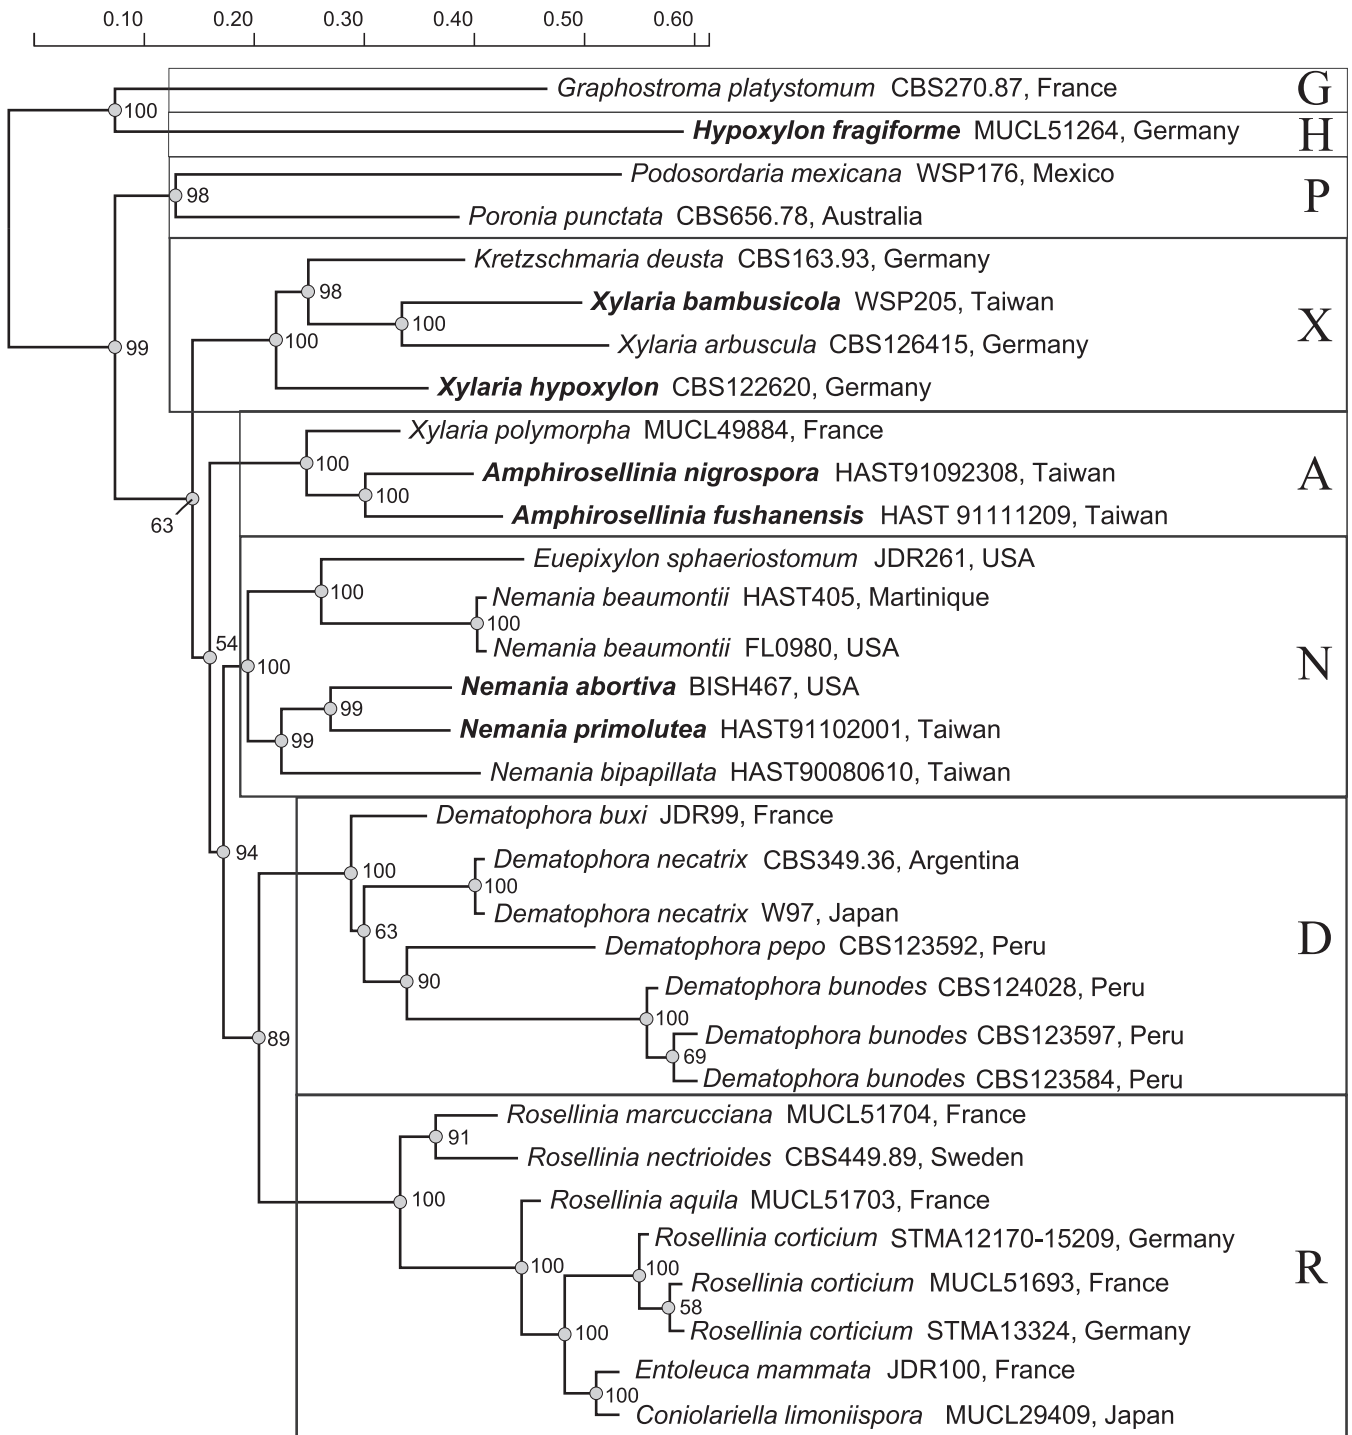 0.10 0.20 0.30 0.40 0.50 0.60
Graphostroma platystomum CBS270.87, France
G
100
Hypoxylon fragiforme MUCL51264, Germany
H
Podosordaria mexicana WSP176, Mexico
98
P
Poronia punctata CBS656.78, Australia
Kretzschmaria deusta CBS163.93, Germany
98
Xylaria bambusicola WSP205, Taiwan
100
X
100
Xylaria arbuscula CBS126415, Germany
99
Xylaria hypoxylon CBS122620, Germany
Xylaria polymorpha MUCL49884, France
100
Amphirosellinia nigrospora HAST91092308, Taiwan
A
100
Amphirosellinia fushanensis HAST 91111209, Taiwan
63
Euepixylon sphaeriostomum JDR261, USA
100
Nemania beaumontii HAST405, Martinique
100
Nemania beaumontii FL0980, USA
54
100
N
Nemania abortiva BISH467, USA
99
Nemania primolutea HAST91102001, Taiwan
99
Nemania bipapillata HAST90080610, Taiwan
Dematophora buxi JDR99, France
94
Dematophora necatrix CBS349.36, Argentina
100
100
Dematophora necatrix W97, Japan
63
D
Dematophora pepo CBS123592, Peru
90
Dematophora bunodes CBS124028, Peru
100
Dematophora bunodes CBS123597, Peru
89
69
Dematophora bunodes CBS123584, Peru
Rosellinia marcucciana MUCL51704, France
91
Rosellinia nectrioides CBS449.89, Sweden
100
Rosellinia aquila MUCL51703, France
Rosellinia corticium STMA12170-15209, Germany
100
100
R
Rosellinia corticium MUCL51693, France
58
Rosellinia corticium STMA13324, Germany
100
Entoleuca mammata JDR100, France
100
Coniolariella limoniispora MUCL29409, Japan